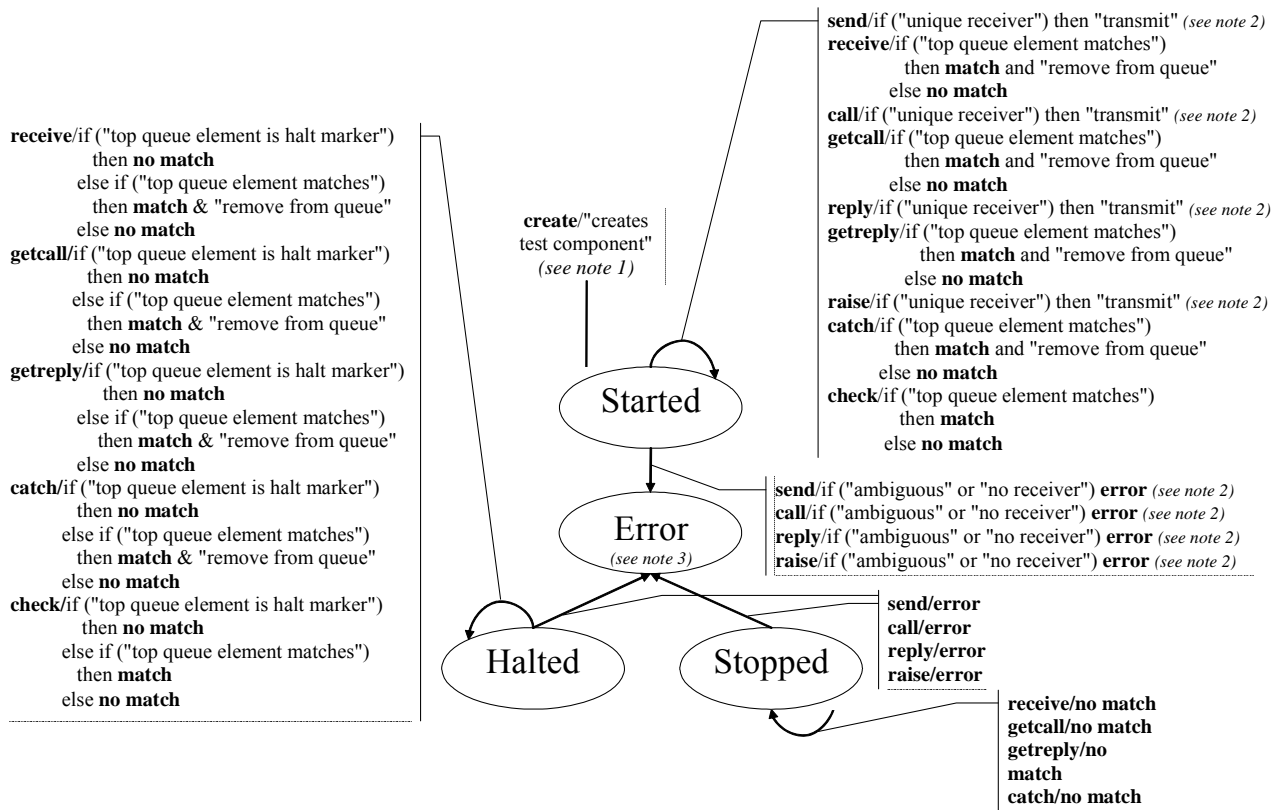 send/if ("unique receiver") then "transmit" (see note 2)
receive/if ("top queue element matches")
then match and "remove from queue"
else no match
call/if ("unique receiver") then "transmit" (see note 2)
getcall/if ("top queue element matches")
then match and "remove from queue"
else no match
reply/if ("unique receiver") then "transmit" (see note 2)
getreply/if ("top queue element matches")
then match and "remove from queue"
else no match
raise/if ("unique receiver") then "transmit" (see note 2)
catch/if ("top queue element matches")
then match and "remove from queue"
else no match
check/if ("top queue element matches")
then match
else no match
receive/if ("top queue element is halt marker")
then no match
else if ("top queue element matches")
then match & "remove from queue"
else no match
getcall/if ("top queue element is halt marker")
then no match
else if ("top queue element matches")
then match & "remove from queue"
else no match
getreply/if ("top queue element is halt marker")
then no match
else if ("top queue element matches")
then match & "remove from queue"
else no match
catch/if ("top queue element is halt marker")
then no match
else if ("top queue element matches")
then match & "remove from queue"
else no match
check/if ("top queue element is halt marker")
then no match
else if ("top queue element matches")
then match
else no match
create/"creates
test component"
(see note 1)
Started
send/if ("ambiguous" or "no receiver") error (see note 2)
call/if ("ambiguous" or "no receiver") error (see note 2)
reply/if ("ambiguous" or "no receiver") error (see note 2)
raise/if ("ambiguous" or "no receiver") error (see note 2)
Error
(see note 3)
send/error
call/error
reply/error
raise/error
Halted
Stopped
receive/no match
getcall/no match
getreply/no
match
catch/no match